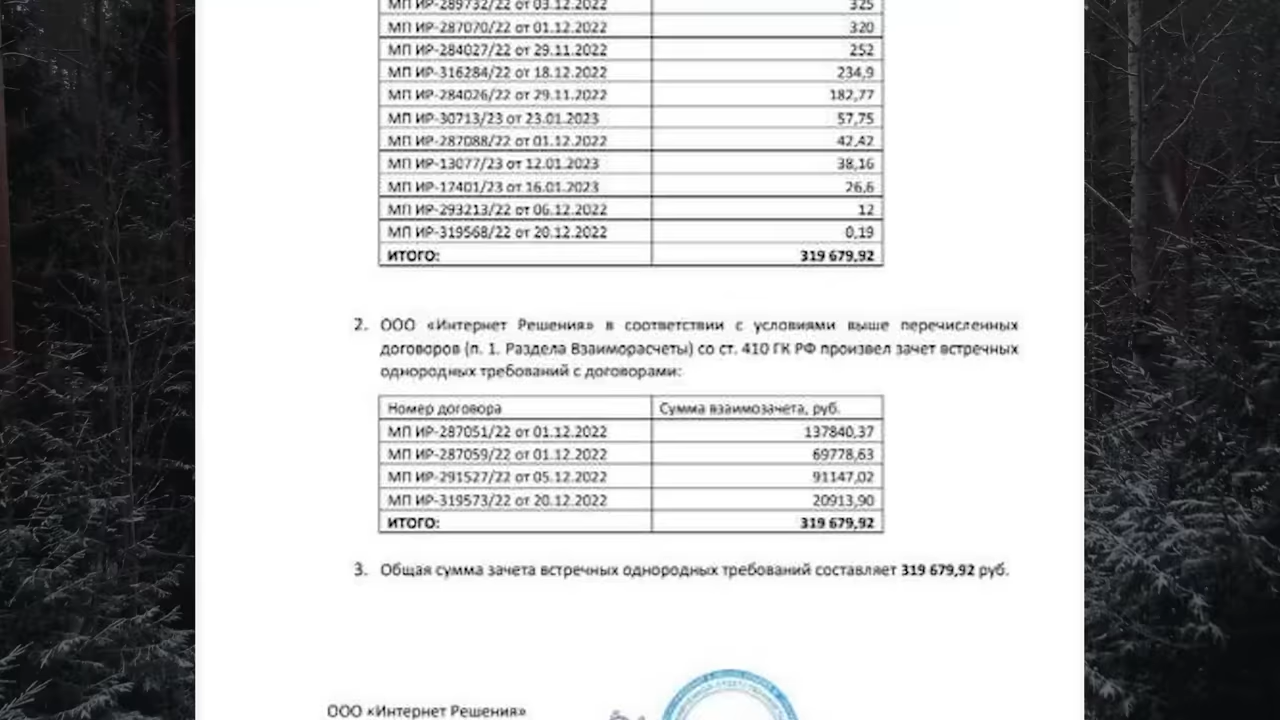 МП ИР-289732/22 от 03.12.2022 325
МП ИР-287070/22 от 01.12.2022 320
МП ИР-284027/22 от 29.11.2022 252
МП ИР-316284/22 от 18.12.2022 234,9
МП ИР-284026/22 от 29.11.2022 182,77
МП ИР-30713/23 от 23.01.2023 57,75
МП ИР-287088/22 от 01.12.2022 42,42
МП ИР-13077/23 от 12.01.2023 38,16
МП ИР-17401/23 от 16.01.2023 26,6
МП ИР-293213/22 от 06.12.2022 12
МП ИР-319568/22 от 20.12.2022 0,19
ИТОГО: 319 679,92
2. ООО «Интернет Решения» в соответствии с условиями выше перечисленных
договоров (п. 1. Раздела Взаиморасчеты) со ст. 410 ГК РФ произвел зачет встречных
однородных требований с договорами:
Номер договора Сумма взаимозачета, руб.
МП ИР-287051/22 от 01.12.2022 137840,37
МП ИР-287059/22 от 01.12.2022 69778,63
МП ИР-291527/22 от 05.12.2022 91147,02
МП ИР-319573/22 от 20.12.2022 20913,90
ИТОГО: 319 679,92
3. Общая сумма зачета встречных однородных требований составляет 319 679,92 руб.
ООО «Интернет Решения»